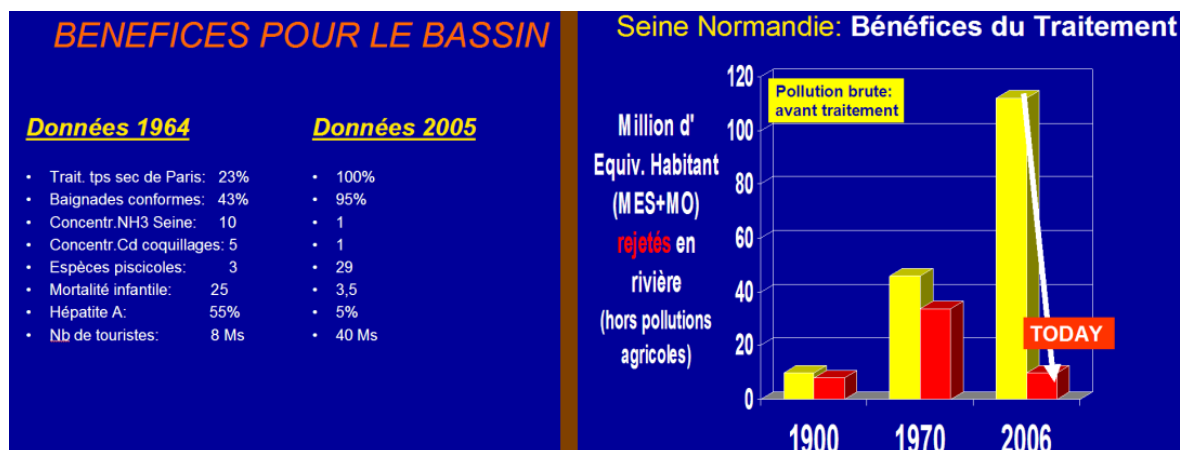 BENEFICES POUR LE BASSIN
Données 1964
Données 2005
• Trait. tps sec de Paris: 23%
• 100%
• Baignades conformes: 43%
• 95%
• Concentr.NH3 Seine: 10
• 1
• Concentr.Cd coquillages: 5
• 1
• Espèces piscicoles: 3
• 29
• Mortalité infantile: 25
• 3,5
• Hépatite A: 55%
• 5%
• Nb de touristes: 8 Ms
• 40 Ms
Seine Normandie: Bénéfices du Traitement
Million d'
Equiv. Habitant
(MES+MO)
rejetés en
rivière
(hors pollutions
agricoles)
120
100
80
60
40
20
0
Pollution brute:
avant traitement
TODAY
1900 1970 2006